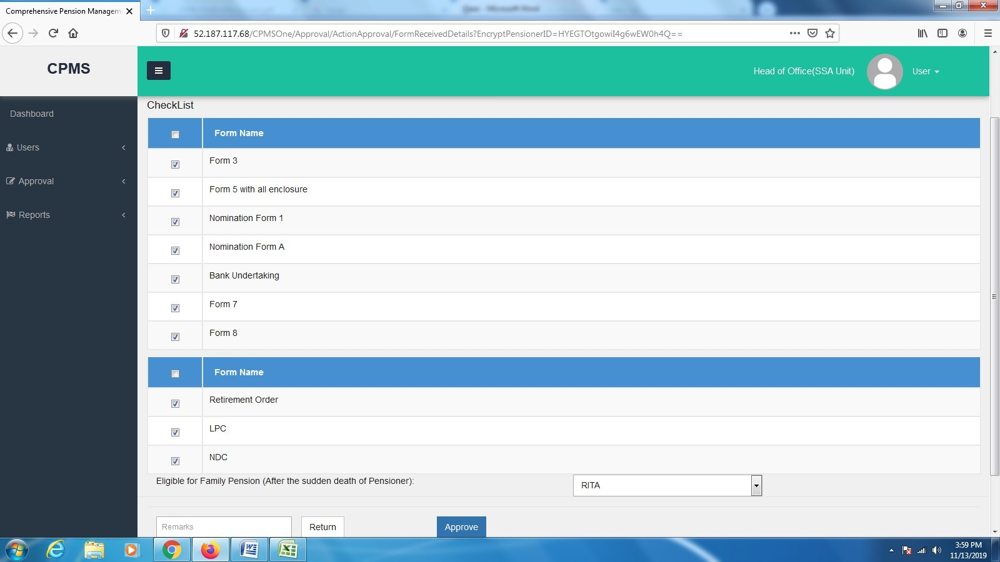 Comprehensive Pension Managem
Case - Microsoft Word
52.187.117.68/CPMSOne/Approval/ActionApproval/FormReceivedDetails?EncryptPensionerID=HYEGTOtgowiI4g6wEW0h4Q==
CPMS
Head of Office(SSA Unit)
User
Dashboard
Users
Approval
Reports
CheckList
Form Name
Form 3
Form 5 with all enclosure
Nomination Form 1
Nomination Form A
Bank Undertaking
Form 7
Form 8
Form Name
Retirement Order
LPC
NDC
Eligible for Family Pension (After the sudden death of Pensioner):
RITA
Remarks
Return
Approve
3:59 PM
11/13/2019